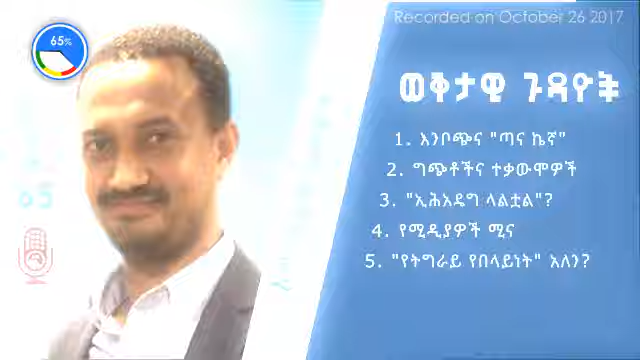 Recorded on October 26 2017
65%
ወቅታዊ ጉዳዮች
1. እንቦጭና "ጣና ኬኛ"
2. ግጭቶችና ተቃውሞዎች
3. "ኢሕአዴግ ላልቷል"?
4. የሚዲያዎች ሚና
5. "የትግራይ የበላይነት" አለን?